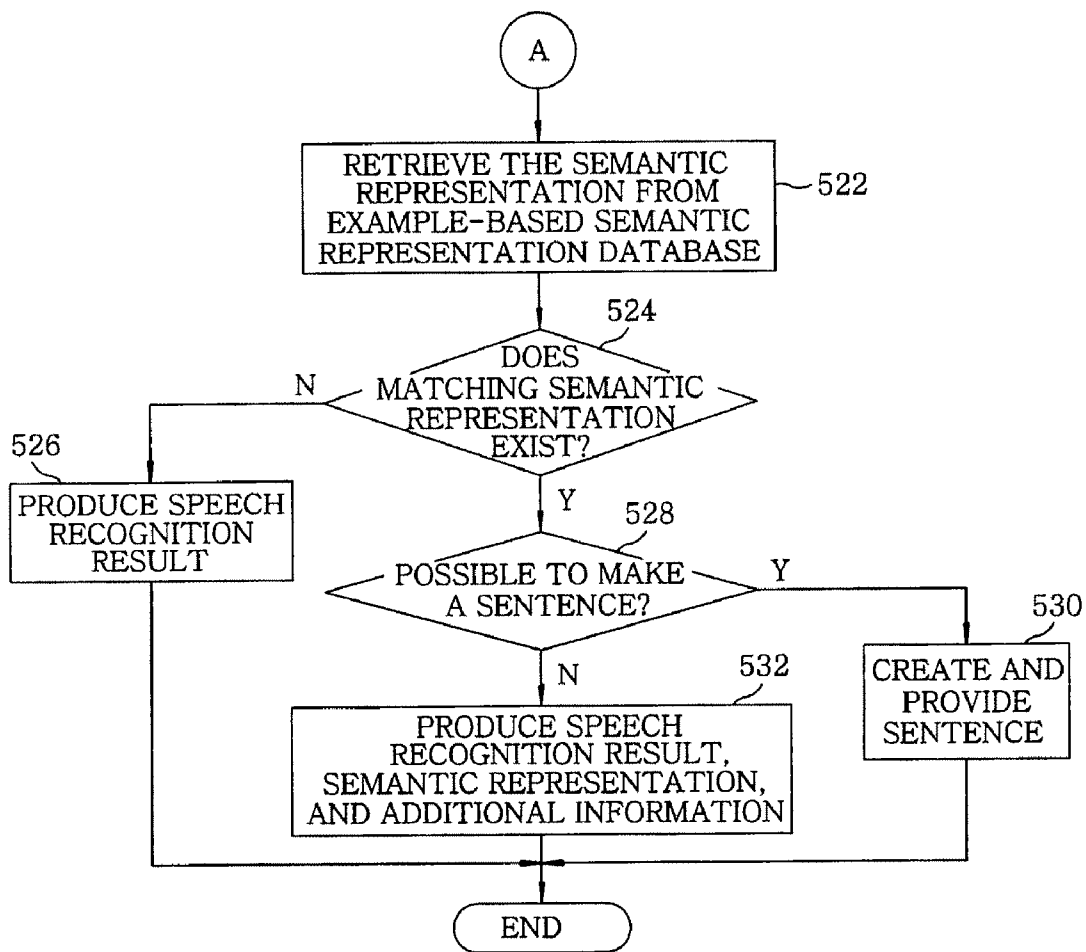 A
RETRIEVE THE SEMANTIC
REPRESENTATION FROM
EXAMPLE-BASED SEMANTIC
REPRESENTATION DATABASE
522
524
DOES
MATCHING SEMANTIC
REPRESENTATION
EXIST?
N
526
PRODUCE SPEECH
RECOGNITION
RESULT
Y
528
POSSIBLE TO MAKE
A SENTENCE?
Y
530
CREATE AND
PROVIDE
SENTENCE
N
532
PRODUCE SPEECH
RECOGNITION RESULT,
SEMANTIC REPRESENTATION,
AND ADDITIONAL INFORMATION
END